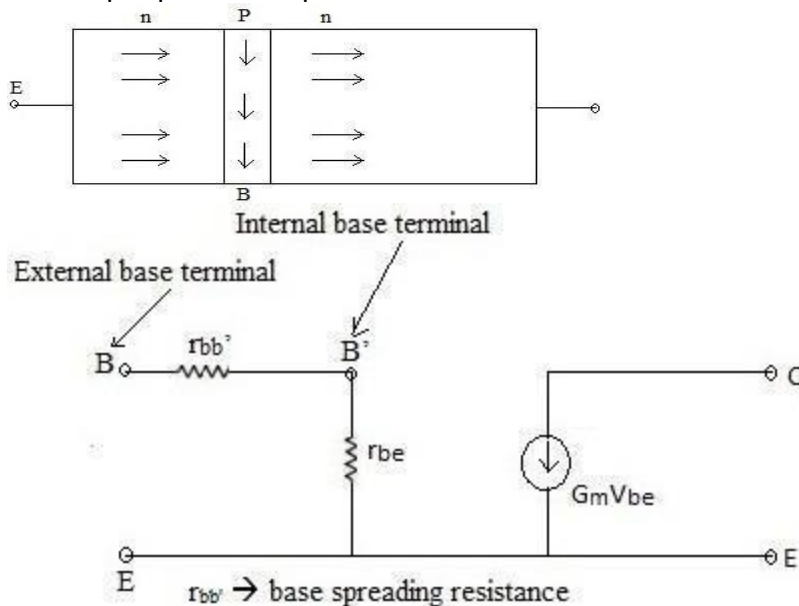 n P n
E
B
Internal base terminal
External base terminal
B rbb' B' C
rbe
GmVbe
E E
rbb' → base spreading resistance